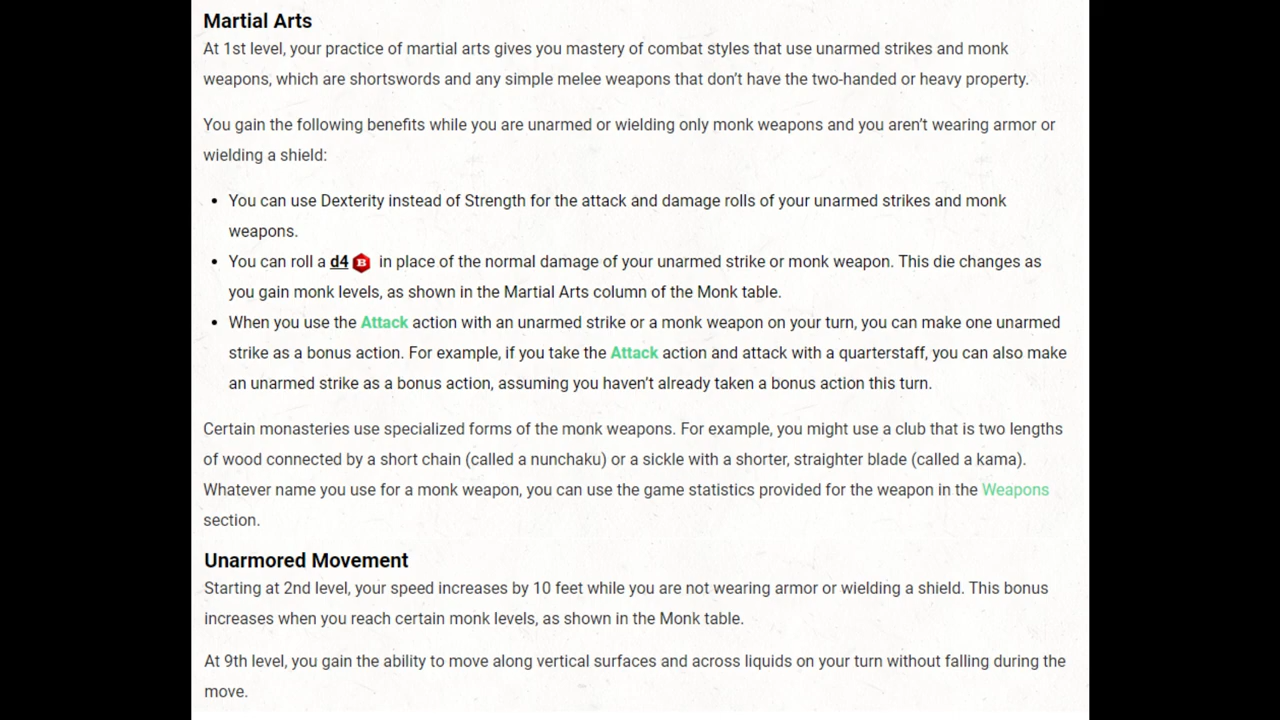 Martial Arts
At 1st level, your practice of martial arts gives you mastery of combat styles that use unarmed strikes and monk
weapons, which are shortswords and any simple melee weapons that don’t have the two-handed or heavy property.
You gain the following benefits while you are unarmed or wielding only monk weapons and you aren’t wearing armor or
wielding a shield:
• You can use Dexterity instead of Strength for the attack and damage rolls of your unarmed strikes and monk
weapons.
• You can roll a d4 B in place of the normal damage of your unarmed strike or monk weapon. This die changes as
you gain monk levels, as shown in the Martial Arts column of the Monk table.
• When you use the Attack action with an unarmed strike or a monk weapon on your turn, you can make one unarmed
strike as a bonus action. For example, if you take the Attack action and attack with a quarterstaff, you can also make
an unarmed strike as a bonus action, assuming you haven’t already taken a bonus action this turn.
Certain monasteries use specialized forms of the monk weapons. For example, you might use a club that is two lengths
of wood connected by a short chain (called a nunchaku) or a sickle with a shorter, straighter blade (called a kama).
Whatever name you use for a monk weapon, you can use the game statistics provided for the weapon in the Weapons
section.
Unarmored Movement
Starting at 2nd level, your speed increases by 10 feet while you are not wearing armor or wielding a shield. This bonus
increases when you reach certain monk levels, as shown in the Monk table.
At 9th level, you gain the ability to move along vertical surfaces and across liquids on your turn without falling during the
move.